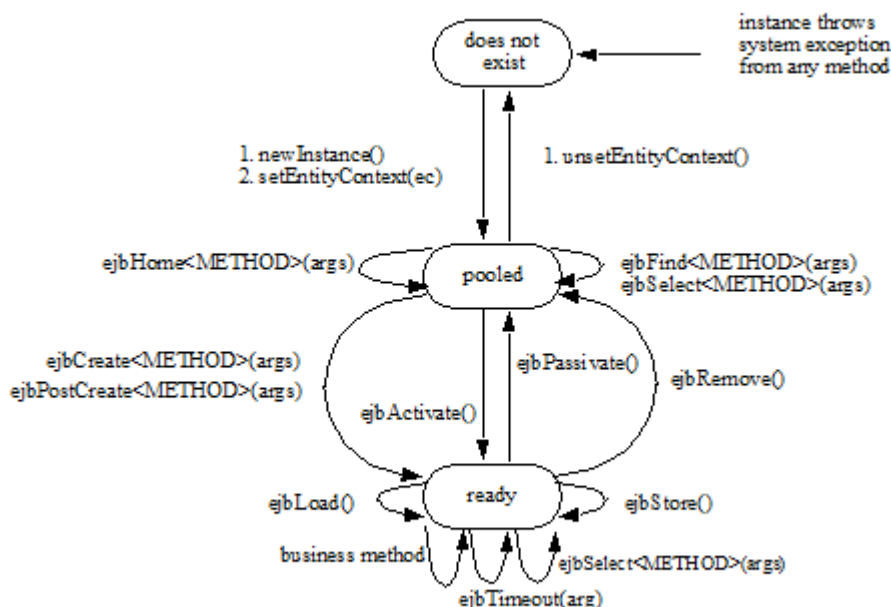 does not
exist
instance throws
system exception
from any method
1. newInstance()
2. setEntityContext(ec)
1. unsetEntityContext()
ejbHome<METHOD>(args)
pooled
ejbFind<METHOD>(args)
ejbSelect<METHOD>(args)
ejbCreate<METHOD>(args)
ejbPostCreate<METHOD>(args)
ejbPassivate()
ejbRemove()
ejbActivate()
ejbLoad()
ready
ejbStore()
business method
ejbSelect<METHOD>(args)
ejbTimeout(arg)